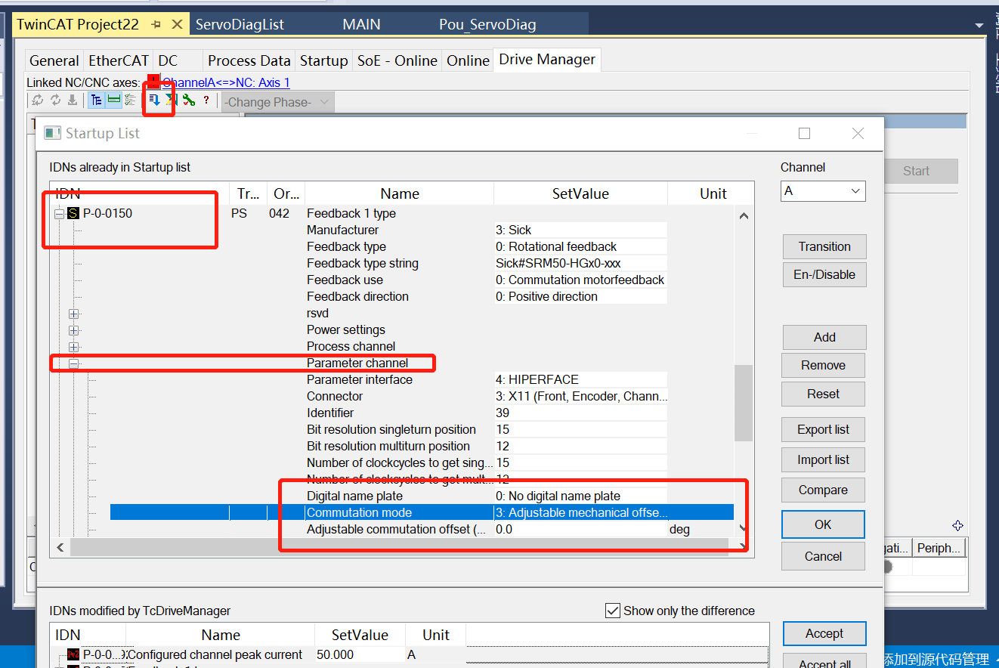 TwinCAT Project22 ServoDiagList MAIN Pou_ServoDiag
General EtherCAT DC Process Data Startup SoE - Online Online Drive Manager
Linked NC/CNC axes: 1 ChannelA<=>NC: Axis 1
? -Change Phase-
Startup List
IDNs already in Startup list Channel
IDN Tr... Or... Name SetValue Unit A
Start
S P-0-0150 PS 042 Feedback 1 type
Manufacturer 3: Sick
Feedback type 0: Rotational feedback Transition
Feedback type string Sick#SRM50-HGx0-xxx
Feedback use 0: Commutation motorfeedback En-/Disable
Feedback direction 0: Positive direction
rsvd
Power settings Add
Process channel
Parameter channel Remove
Parameter interface 4: HIPERFACE
Connector 3: X11 (Front, Encoder, Chann... Reset
Identifier 39
Bit resolution singleturn position 15 Export list
Bit resolution multiturn position 12
Number of clockcycles to get sing... 15 Import list
Number of clockcycles to get mult... 12
Digital name plate 0: No digital name plate Compare
Commutation mode 3: Adjustable mechanical offse...
Adjustable commutation offset (... 0.0 deg OK
Cancel
gati... Periph...
IDNs modified by TcDriveManager Show only the difference
IDN Name SetValue Unit Accept
P-0-0... Configured channel peak current 50.000 A
Accept all
添加到源代码管理